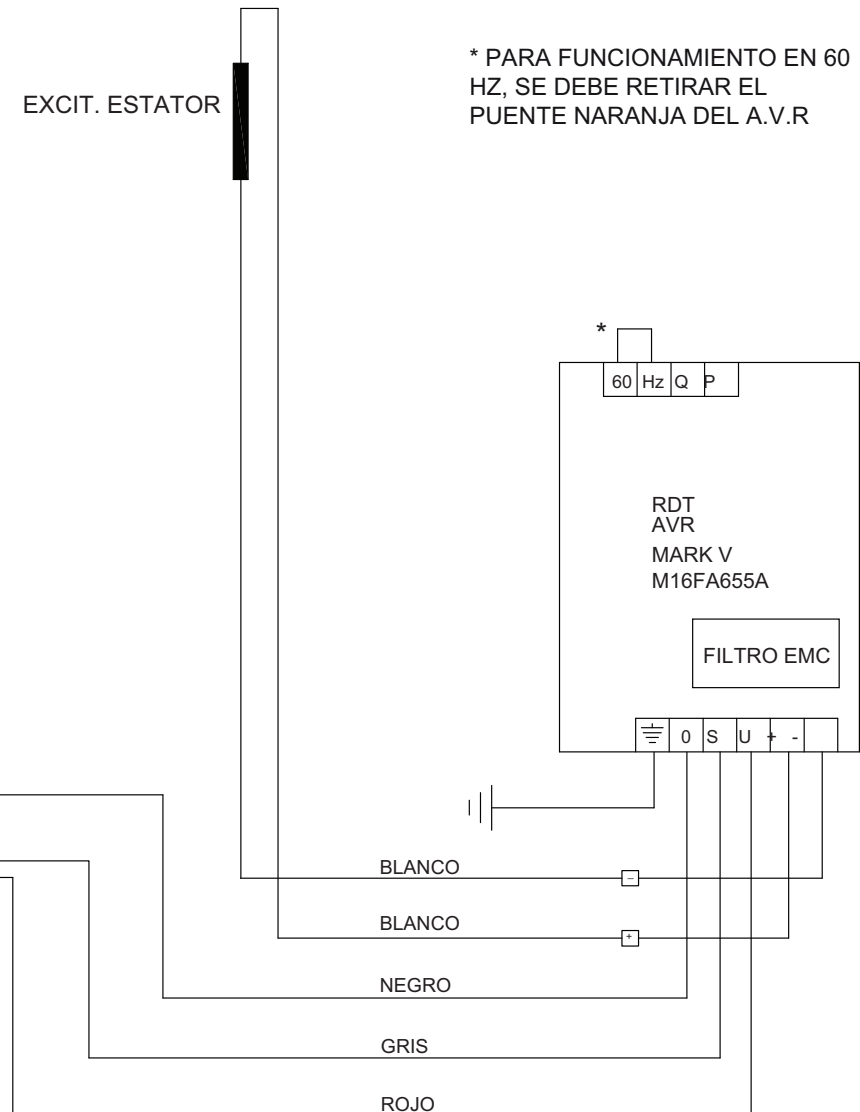 * PARA FUNCIONAMIENTO EN 60
HZ, SE DEBE RETIRAR EL
PUENTE NARANJA DEL A.V.R
EXCIT. ESTATOR
*
60 Hz Q P
RDT
AVR
MARK V
M16FA655A
FILTRO EMC
0 S U + -
BLANCO
−
BLANCO
+
NEGRO
GRIS
ROJO